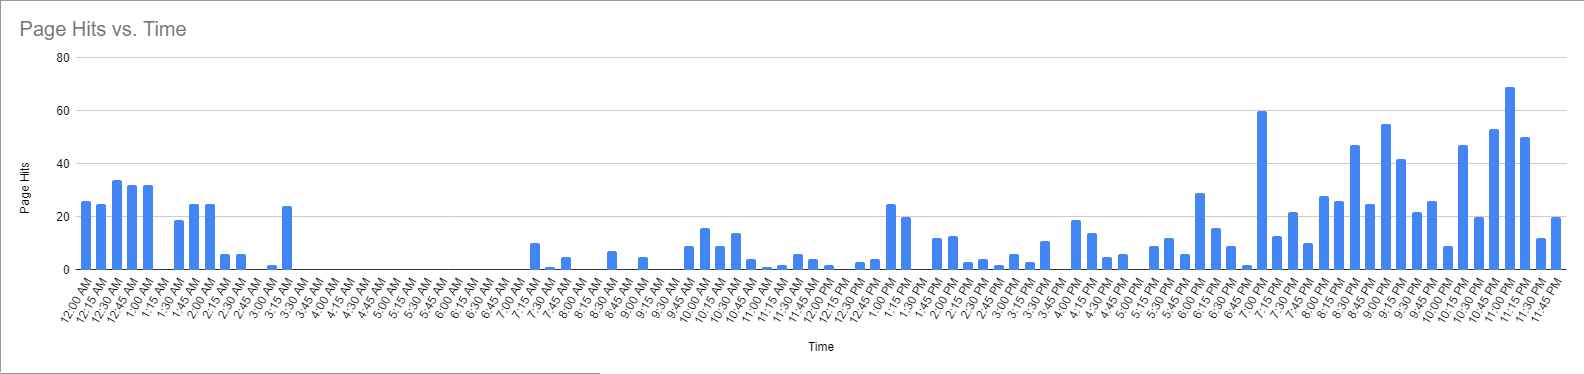 Page Hits vs. Time
80
60
40
20
0
Page Hits
12:00 AM
12:15 AM
12:30 AM
12:45 AM
1:00 AM
1:15 AM
1:30 AM
1:45 AM
2:00 AM
2:15 AM
2:30 AM
2:45 AM
3:00 AM
3:15 AM
3:30 AM
3:45 AM
4:00 AM
4:15 AM
4:30 AM
4:45 AM
5:00 AM
5:15 AM
5:30 AM
5:45 AM
6:00 AM
6:15 AM
6:30 AM
6:45 AM
7:00 AM
7:15 AM
7:30 AM
7:45 AM
8:00 AM
8:15 AM
8:30 AM
8:45 AM
9:00 AM
9:15 AM
9:30 AM
9:45 AM
10:00 AM
10:15 AM
10:30 AM
10:45 AM
11:00 AM
11:15 AM
11:30 AM
11:45 AM
12:00 PM
12:15 PM
12:30 PM
12:45 PM
1:00 PM
1:15 PM
1:30 PM
1:45 PM
2:00 PM
2:15 PM
2:30 PM
2:45 PM
3:00 PM
3:15 PM
3:30 PM
3:45 PM
4:00 PM
4:15 PM
4:30 PM
4:45 PM
5:00 PM
5:15 PM
5:30 PM
5:45 PM
6:00 PM
6:15 PM
6:30 PM
6:45 PM
7:00 PM
7:15 PM
7:30 PM
7:45 PM
8:00 PM
8:15 PM
8:30 PM
8:45 PM
9:00 PM
9:15 PM
9:30 PM
9:45 PM
10:00 PM
10:15 PM
10:30 PM
10:45 PM
11:00 PM
11:15 PM
11:30 PM
11:45 PM
Time